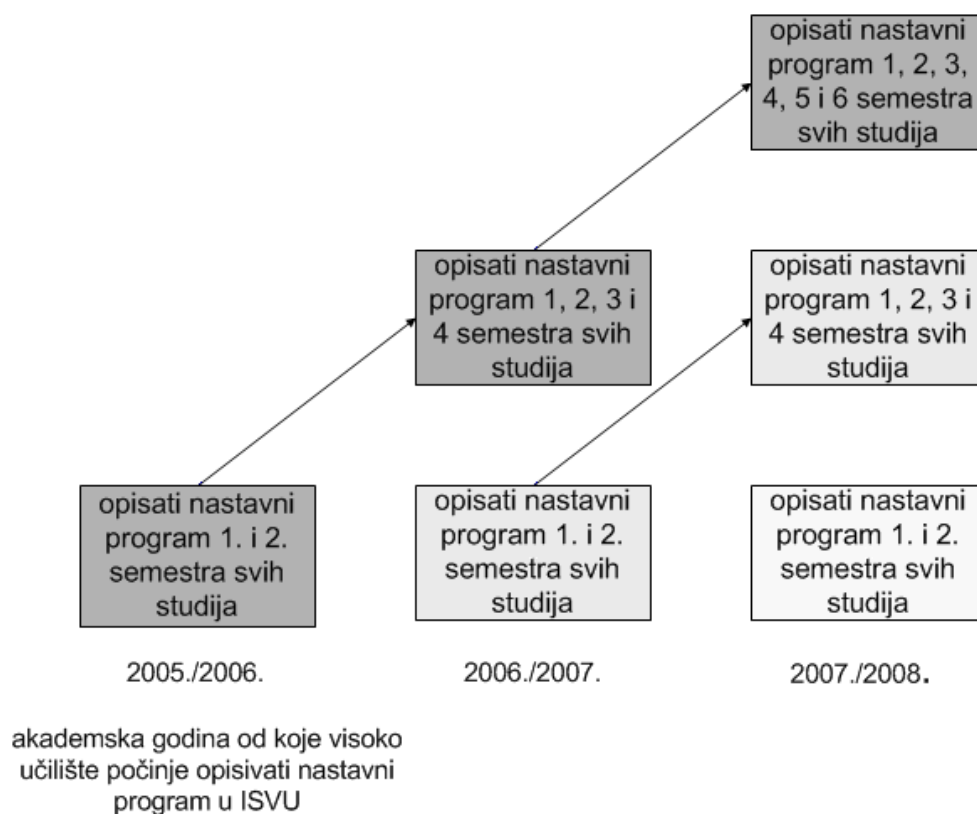 opisati nastavni
program 1, 2, 3,
4, 5 i 6 semestra
svih studija
opisati nastavni
program 1, 2, 3 i
4 semestra svih
studija
opisati nastavni
program 1, 2, 3 i
4 semestra svih
studija
opisati nastavni
program 1. i 2.
semestra svih
studija
opisati nastavni
program 1. i 2.
semestra svih
studija
opisati nastavni
program 1. i 2.
semestra svih
studija
2005./2006.
2006./2007.
2007./2008.
akademska godina od koje visoko
učilište počinje opisivati nastavni
program u ISVU